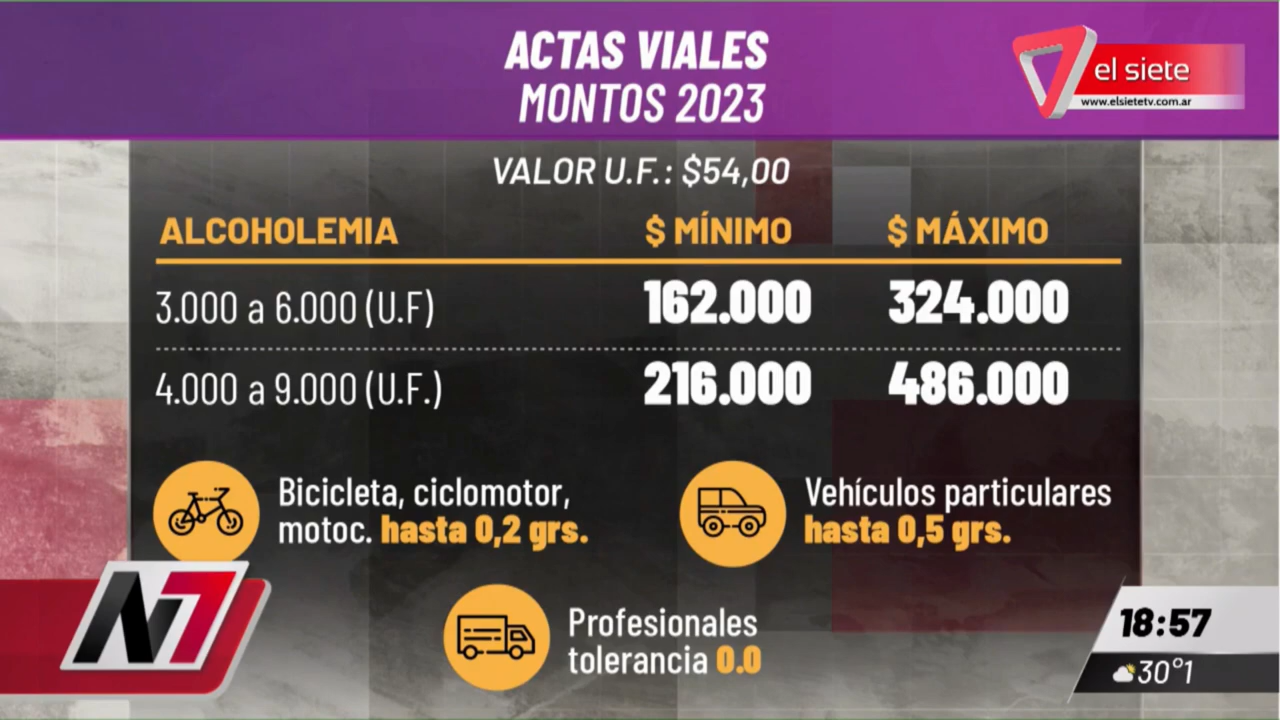 ACTAS VIALES
MONTOS 2023
el siete
www.elsietetv.com.ar
VALOR U.F.: $54,00
ALCOHOLEMIA $ MÍNIMO $ MÁXIMO
3.000 a 6.000 (U.F) 162.000 324.000
4.000 a 9.000 (U.F.) 216.000 486.000
Bicicleta, ciclomotor,
motoc. hasta 0,2 grs.
Vehículos particulares
hasta 0,5 grs.
Profesionales
tolerancia 0.0
N7
18:57
30°1